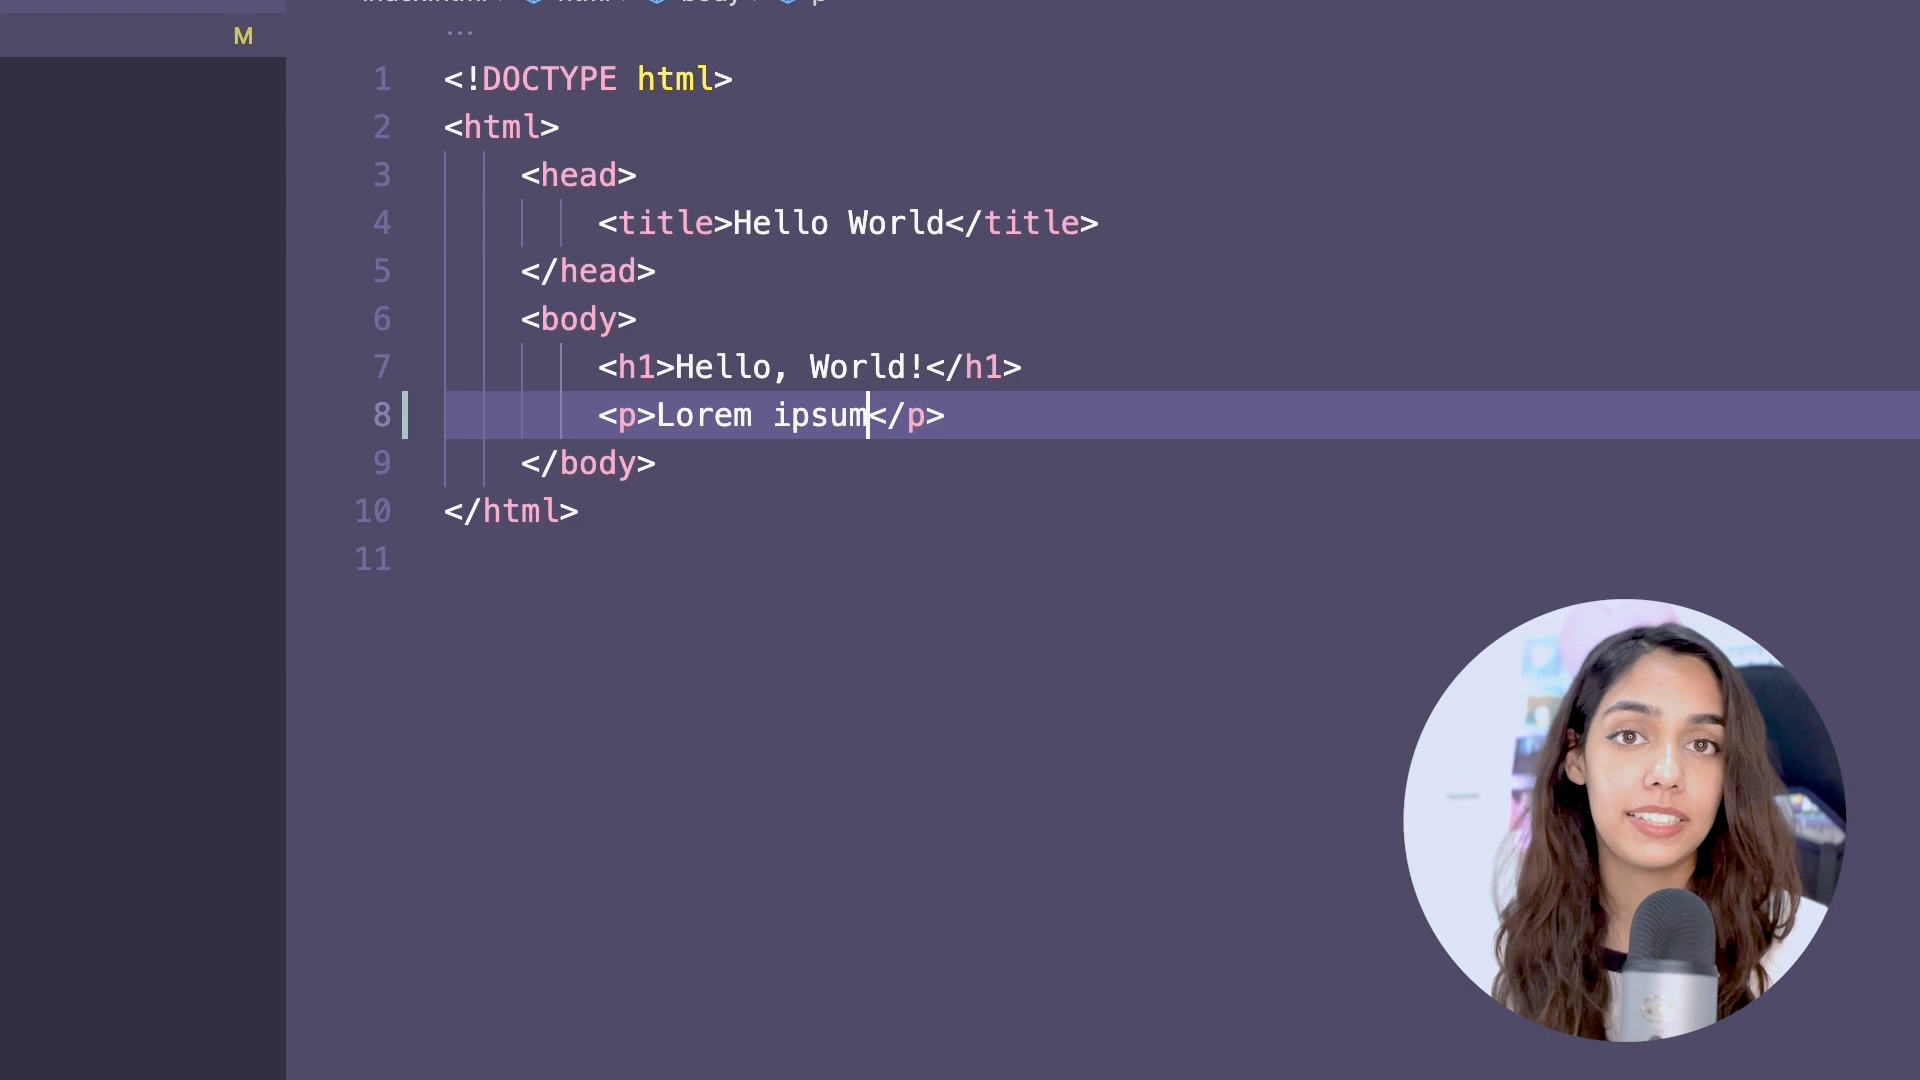 M
...
1 <!DOCTYPE html>
2 <html>
3 <head>
4 <title>Hello World</title>
5 </head>
6 <body>
7 <h1>Hello, World!</h1>
8 <p>Lorem ipsum</p>
9 </body>
10 </html>
11